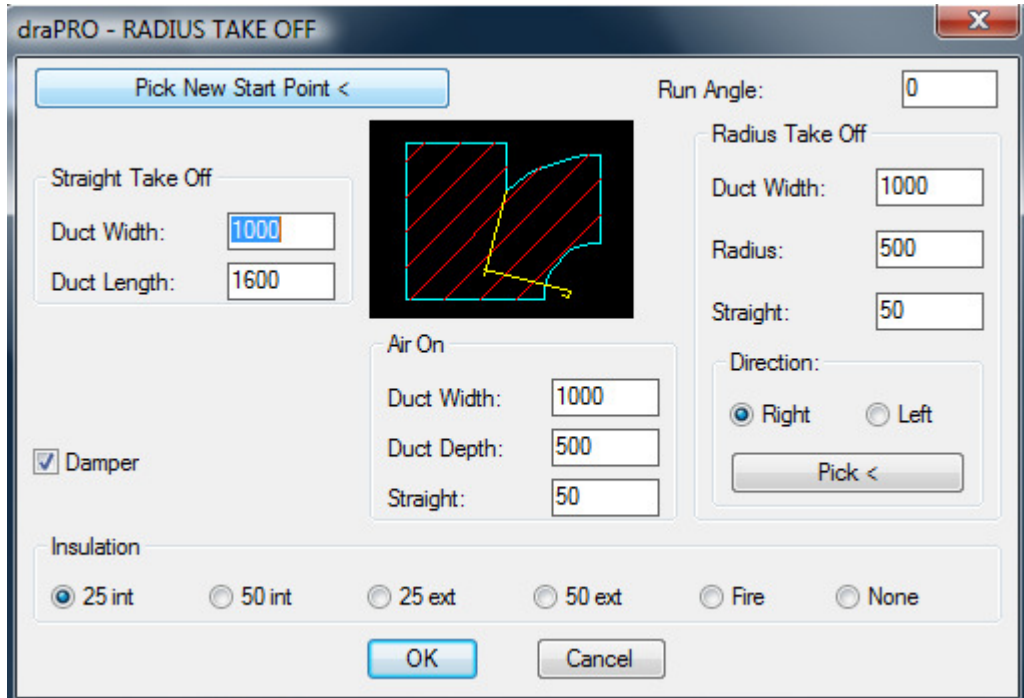 draPRO - RADIUS TAKE OFF
Pick New Start Point <
Run Angle: 0
Straight Take Off
Duct Width: 1000
Duct Length: 1600
Radius Take Off
Duct Width: 1000
Radius: 500
Straight: 50
Direction:
Right Left
Pick <
Air On
Duct Width: 1000
Duct Depth: 500
Straight: 50
Damper
Insulation
25 int 50 int 25 ext 50 ext Fire None
OK Cancel